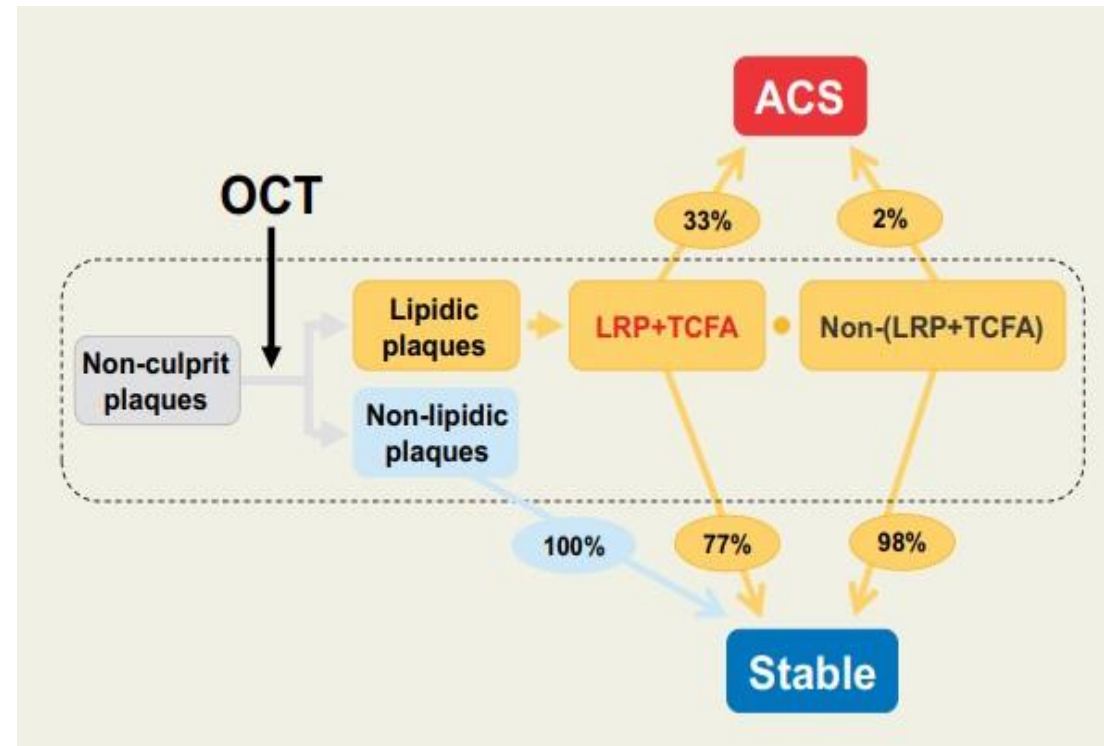 ACS
OCT
33%
2%
Non-culprit
plaques
Lipidic
plaques
LRP+TCFA
Non-(LRP+TCFA)
Non-lipidic
plaques
100%
77%
98%
Stable